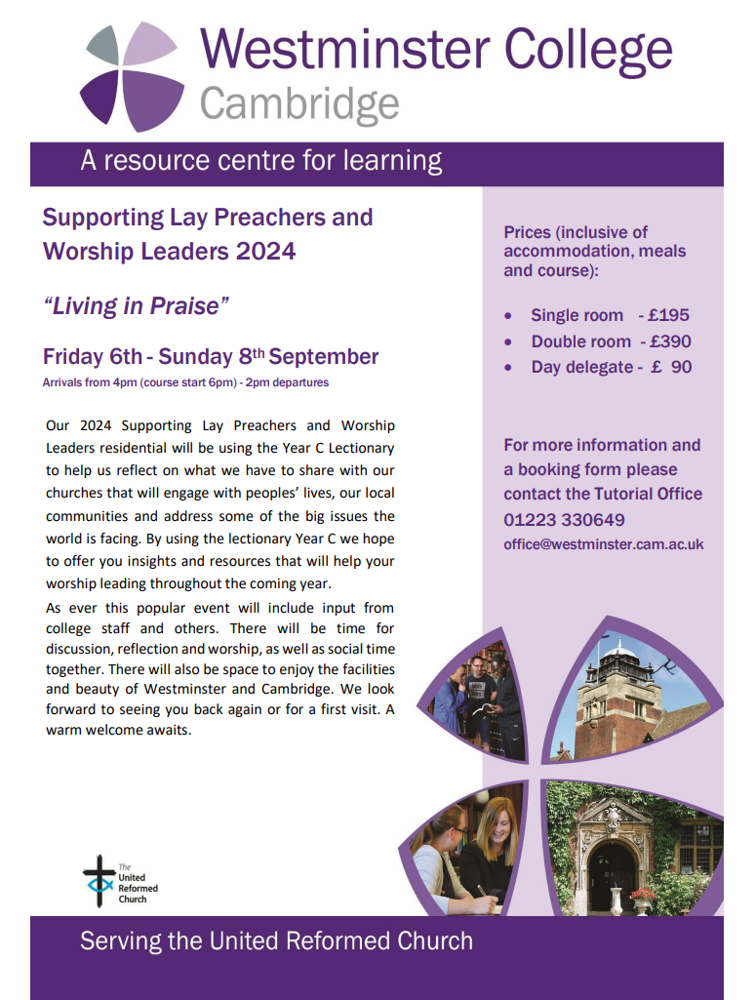 Westminster College
Cambridge
A resource centre for learning
Supporting Lay Preachers and
Worship Leaders 2024
“Living in Praise”
Friday 6th - Sunday 8th September
Arrivals from 4pm (course start 6pm) - 2pm departures
Our 2024 Supporting Lay Preachers and Worship
Leaders residential will be using the Year C Lectionary
to help us reflect on what we have to share with our
churches that will engage with peoples’ lives, our local
communities and address some of the big issues the
world is facing. By using the lectionary Year C we hope
to offer you insights and resources that will help your
worship leading throughout the coming year.
As ever this popular event will include input from
college staff and others. There will be time for
discussion, reflection and worship, as well as social time
together. There will also be space to enjoy the facilities
and beauty of Westminster and Cambridge. We look
forward to seeing you back again or for a first visit. A
warm welcome awaits.
Prices (inclusive of
accommodation, meals
and course):
• Single room - £195
• Double room - £390
• Day delegate - £ 90
For more information and
a booking form please
contact the Tutorial Office
01223 330649
office@westminster.cam.ac.uk
The
United
Reformed
Church
Serving the United Reformed Church